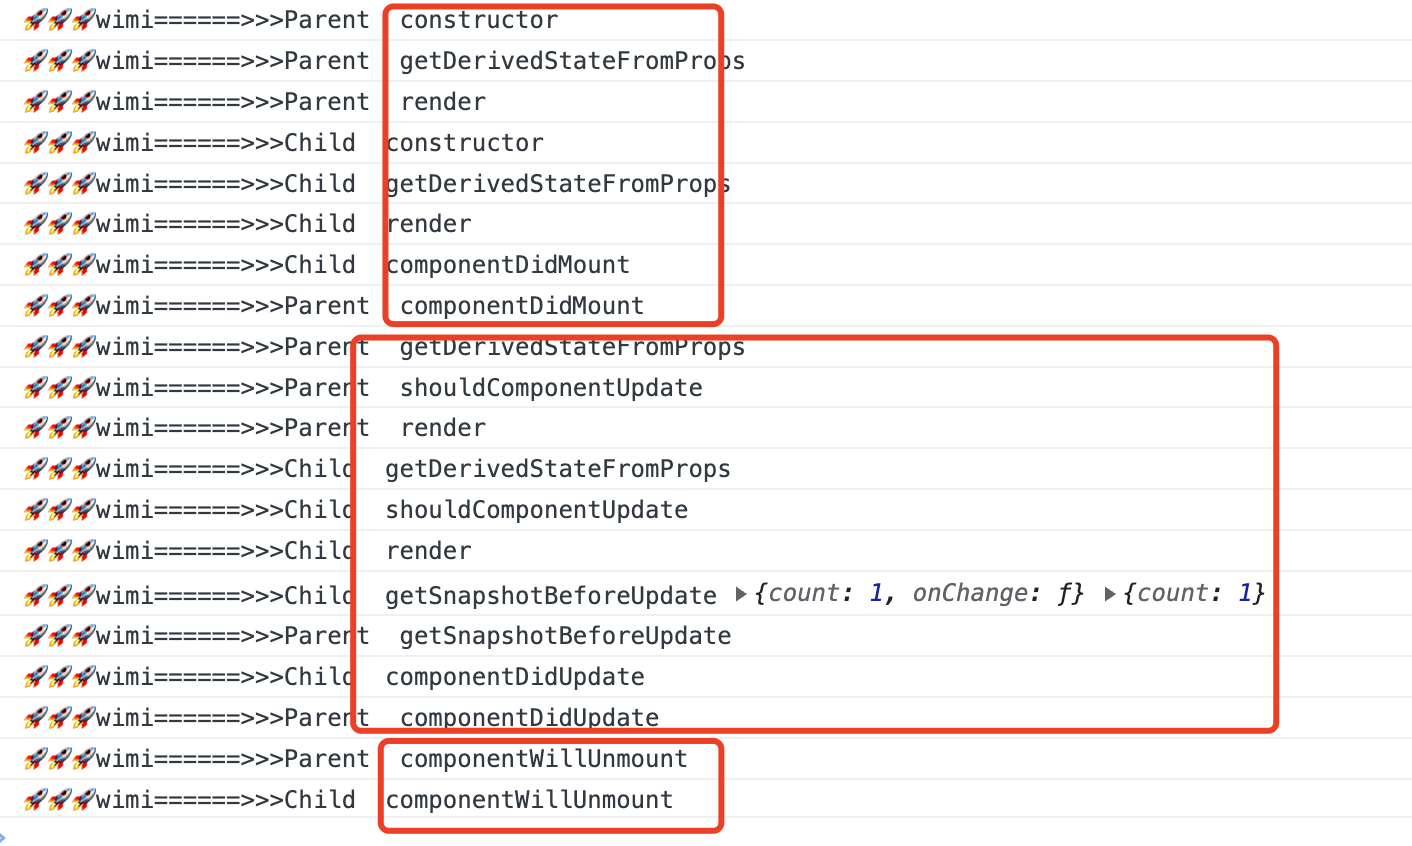 🚀🚀🚀wimi======>>>Parent constructor
🚀🚀🚀wimi======>>>Parent getDerivedStateFromProps
🚀🚀🚀wimi======>>>Parent render
🚀🚀🚀wimi======>>>Child constructor
🚀🚀🚀wimi======>>>Child getDerivedStateFromProps
🚀🚀🚀wimi======>>>Child render
🚀🚀🚀wimi======>>>Child componentDidMount
🚀🚀🚀wimi======>>>Parent componentDidMount
🚀🚀🚀wimi======>>>Parent getDerivedStateFromProps
🚀🚀🚀wimi======>>>Parent shouldComponentUpdate
🚀🚀🚀wimi======>>>Parent render
🚀🚀🚀wimi======>>>Child getDerivedStateFromProps
🚀🚀🚀wimi======>>>Child shouldComponentUpdate
🚀🚀🚀wimi======>>>Child render
🚀🚀🚀wimi======>>>Child getSnapshotBeforeUpdate ▶{count: 1, onChange: ƒ} ▶{count: 1}
🚀🚀🚀wimi======>>>Parent getSnapshotBeforeUpdate
🚀🚀🚀wimi======>>>Child componentDidUpdate
🚀🚀🚀wimi======>>>Parent componentDidUpdate
🚀🚀🚀wimi======>>>Parent componentWillUnmount
🚀🚀🚀wimi======>>>Child componentWillUnmount